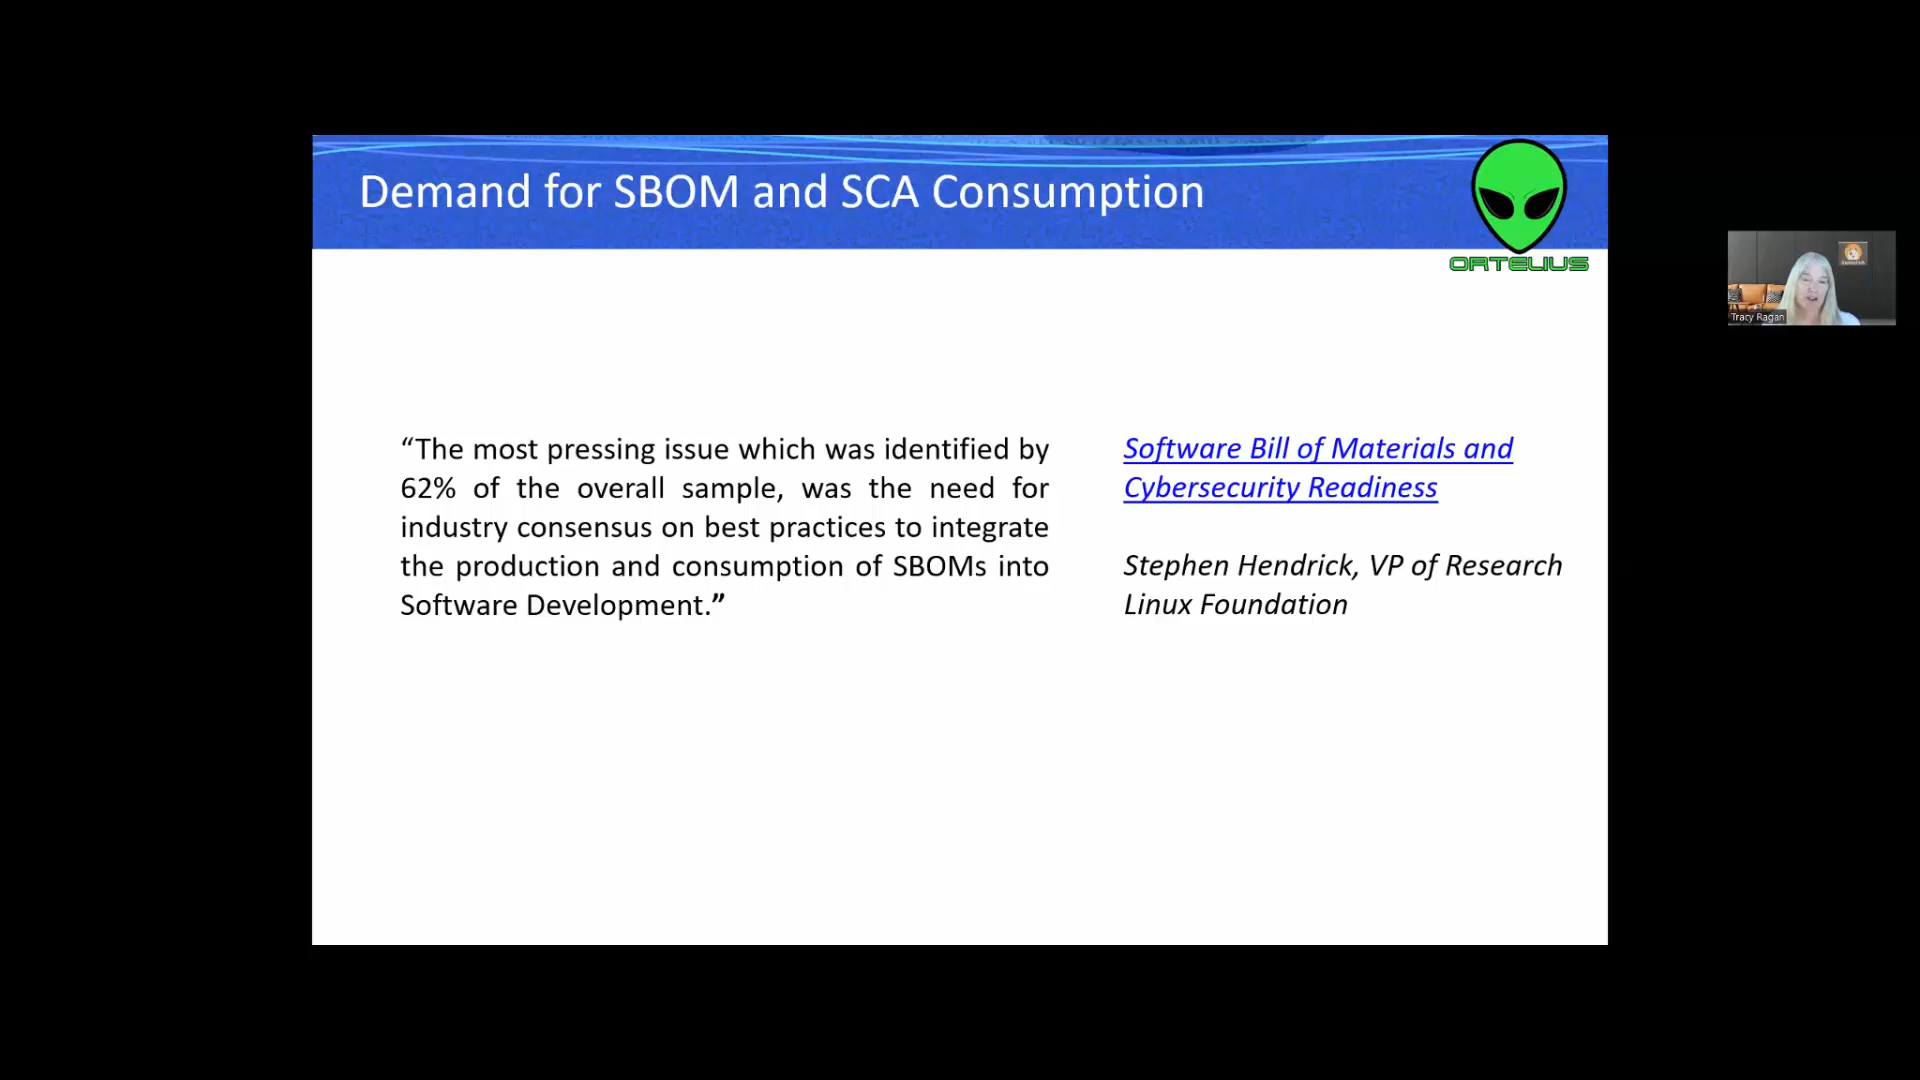 Demand for SBOM and SCA Consumption
ORTELIUS
“The most pressing issue which was identified by
62% of the overall sample, was the need for
industry consensus on best practices to integrate
the production and consumption of SBOMs into
Software Development.”
Software Bill of Materials and
Cybersecurity Readiness
Stephen Hendrick, VP of Research
Linux Foundation
Tracy Ragan